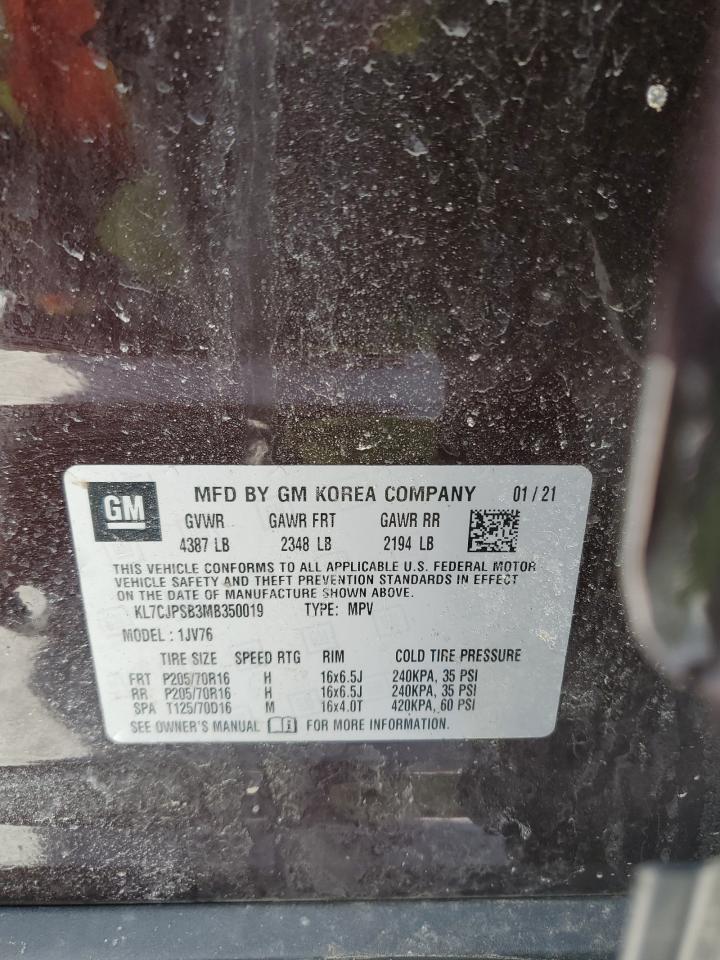 GM MFD BY GM KOREA COMPANY 01/21
GVWR GAWR FRT GAWR RR
4387 LB 2348 LB 2194 LB
THIS VEHICLE CONFORMS TO ALL APPLICABLE U.S. FEDERAL MOTOR
VEHICLE SAFETY AND THEFT PREVENTION STANDARDS IN EFFECT
ON THE DATE OF MANUFACTURE SHOWN ABOVE.
KL7CJPSB3MB350019 TYPE: MPV
MODEL : 1JV76
TIRE SIZE SPEED RTG RIM COLD TIRE PRESSURE
FRT P205/70R16 H 16x6.5J 240KPA, 35 PSI
RR P205/70R16 H 16x6.5J 240KPA, 35 PSI
SPA T125/70D16 M 16x4.0T 420KPA, 60 PSI
SEE OWNER'S MANUAL i FOR MORE INFORMATION.